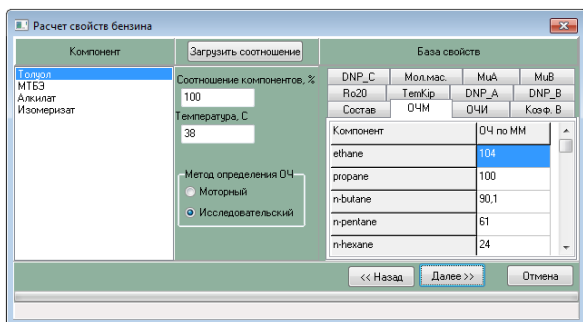 Расчет свойств бензина
Компонент
Загрузить соотношение
База свойств
Толуол
МТБЭ
Алкилат
Изомеризат
Соотношение компонентов, %
100
Температура, С
38
Метод определения ОЧ
Моторный
Исследовательский
DNP_C Мол.мас. MuA MuB
Ro20 TemKip DNP_A DNP_B
Состав ОЧМ ОЧИ Коэф. B
Компонент ОЧ по ММ
ethane 104
propane 100
n-butane 90,1
n-pentane 61
n-hexane 24
<< Назад Далее >> Отмена